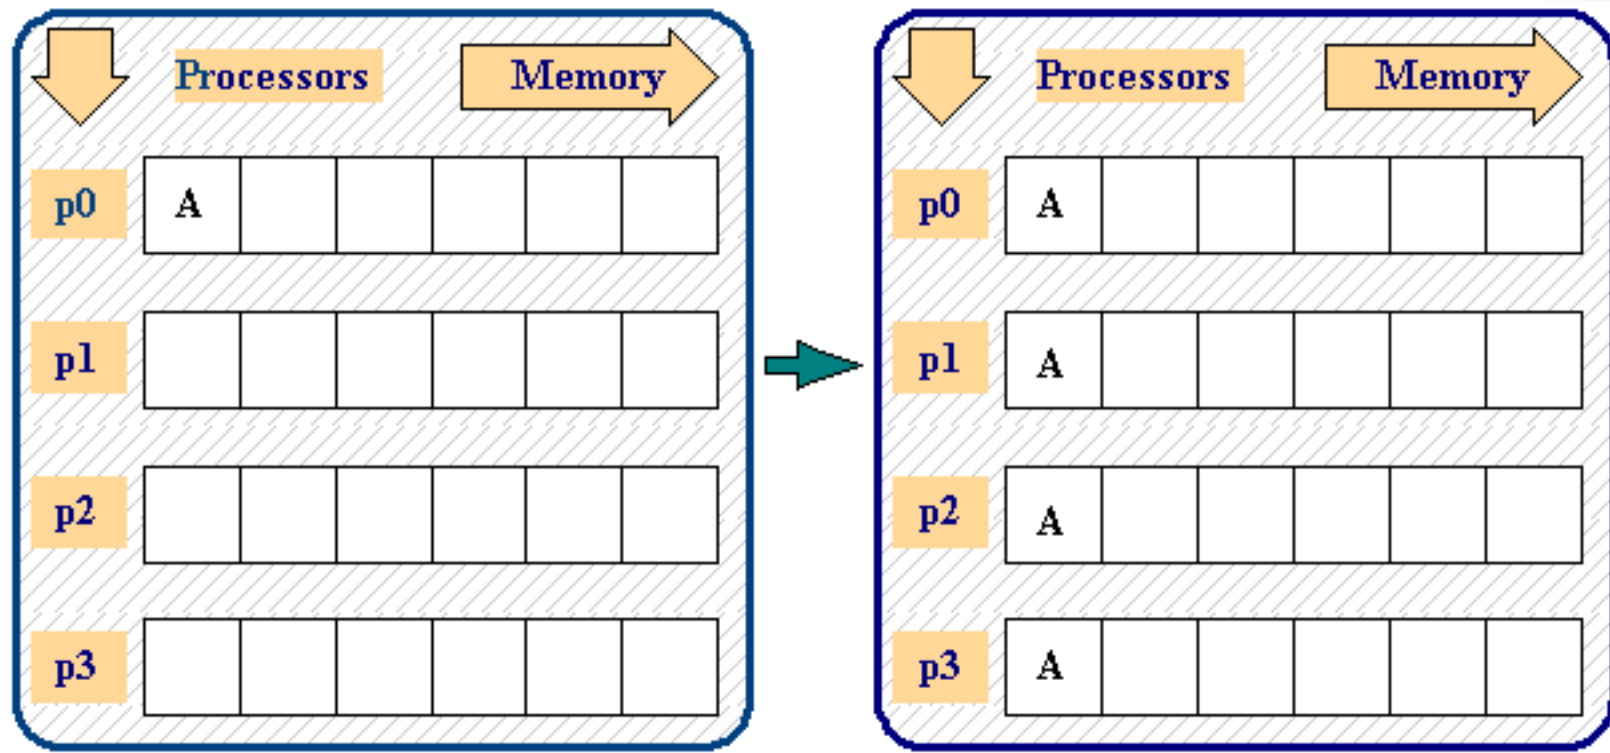 Processors Memory
p0 A
p1
p2
p3
Processors Memory
p0 A
p1 A
p2 A
p3 A